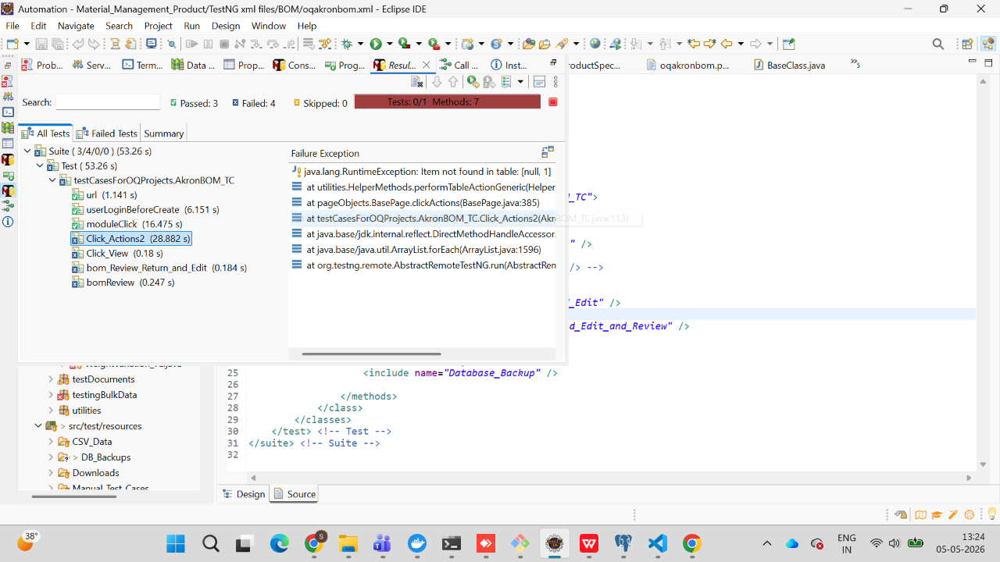 Automation - Material_Management_Product/TestNG xml files/BOM/oqakronbom.xml - Eclipse IDE
File Edit Navigate Search Project Run Design Window Help
Prob... Serv... Term... Data ... Prop... Cons... Prog... Resul... Call ... Inst... oductSpec... oqakronbom.p... BaseClass.java »5
Search: Passed: 3 Failed: 4 Skipped: 0 Tests: 0/1 Methods: 7
All Tests Failed Tests Summary
Suite ( 3/4/0/0 ) (53.26 s)
Test ( 53.26 s)
testCasesForOQProjects.AkronBOM_TC
url (1.141 s)
userLoginBeforeCreate (6.151 s)
moduleClick (16.475 s)
Click_Actions2 (28.882 s)
Click_View (0.18 s)
bom_Review_Return_and_Edit (0.184 s)
bomReview (0.247 s)
Failure Exception
java.lang.RuntimeException: Item not found in table: [null, 1]
at utilities.HelperMethods.performTableActionGeneric(Helper
at pageObjects.BasePage.clickActions(BasePage.java:385)
at testCasesForOQProjects.AkronBOM_TC.Click_Actions2(AkronBOM_TC.java:113)
at java.base/jdk.internal.reflect.DirectMethodHandleAccessor.
at java.base/java.util.ArrayList.forEach(ArrayList.java:1596)
at org.testng.remote.AbstractRemoteTestNG.run(AbstractRem
_TC">
" />
/> -->
_Edit" />
d_Edit_and_Review" />
WeightVariation_TC.java
testDocuments
testingBulkData
utilities
> src/test/resources
CSV_Data
> DB_Backups
Downloads
Manual_Test_Cases
25 <include name="Database_Backup" />
26
27 </methods>
28 </class>
29 </classes>
30 </test> <!-- Test -->
31 </suite> <!-- Suite -->
32
Design Source
38°
S
ENG
IN
13:24
05-05-2026